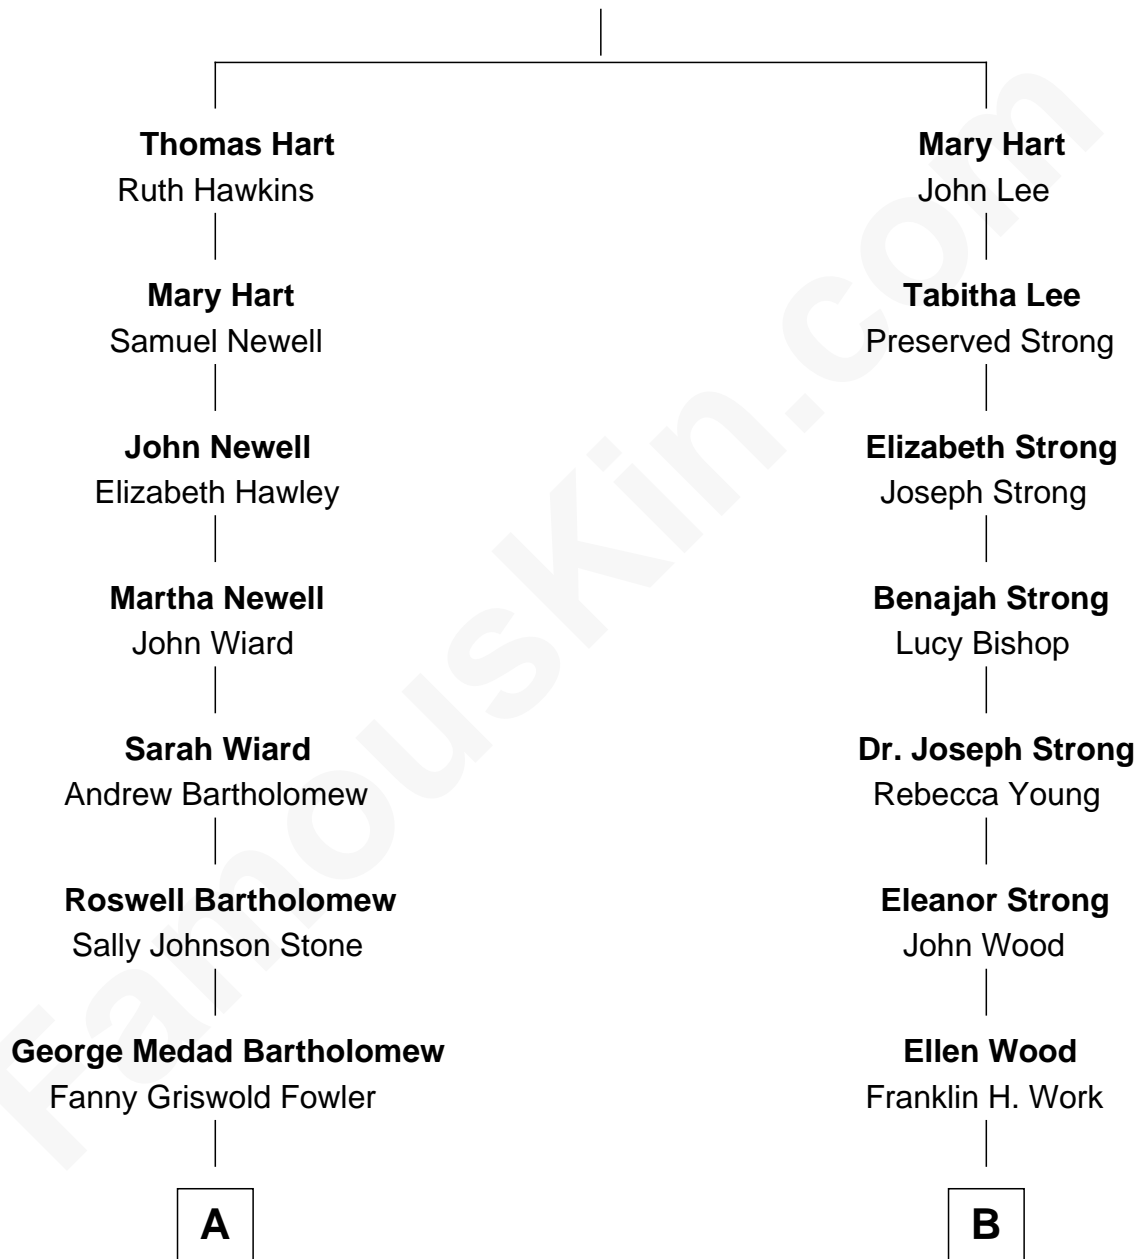 Thomas Hart
Ruth Hawkins
Mary Hart
Samuel Newell
John Newell
Elizabeth Hawley
Martha Newell
John Wiard
Sarah Wiard
Andrew Bartholomew
Roswell Bartholomew
Sally Johnson Stone
George Medad Bartholomew
Fanny Griswold Fowler
A
Mary Hart
John Lee
Tabitha Lee
Preserved Strong
Elizabeth Strong
Joseph Strong
Benajah Strong
Lucy Bishop
Dr. Joseph Strong
Rebecca Young
Eleanor Strong
John Wood
Ellen Wood
Franklin H. Work
B
FamousKin.com